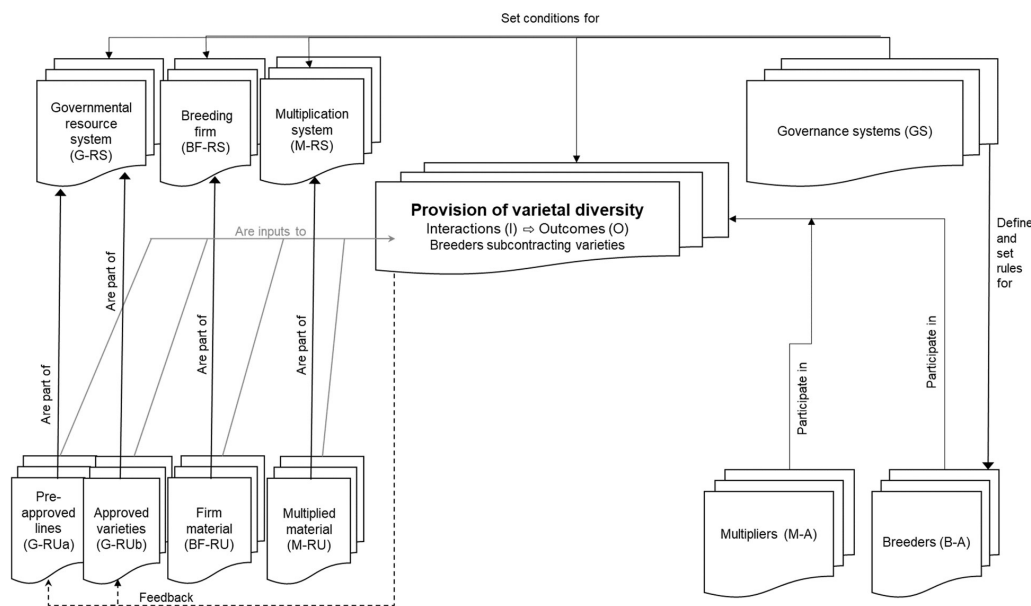 Set conditions for
Governmental
resource
system
(G-RS)
Breeding
firm
(BF-RS)
Multiplication
system
(M-RS)
Governance systems (GS)
Provision of varietal diversity
Interactions (I) ⇨ Outcomes (O)
Breeders subcontracting varieties
Are inputs to
Define
and
set
rules
for
Are part of
Are part of
Are part of
Are part of
Participate in
Participate in
Pre-
approved
lines
(G-RUa)
Approved
varieties
(G-RUb)
Firm
material
(BF-RU)
Multiplied
material
(M-RU)
Multipliers (M-A)
Breeders (B-A)
Feedback